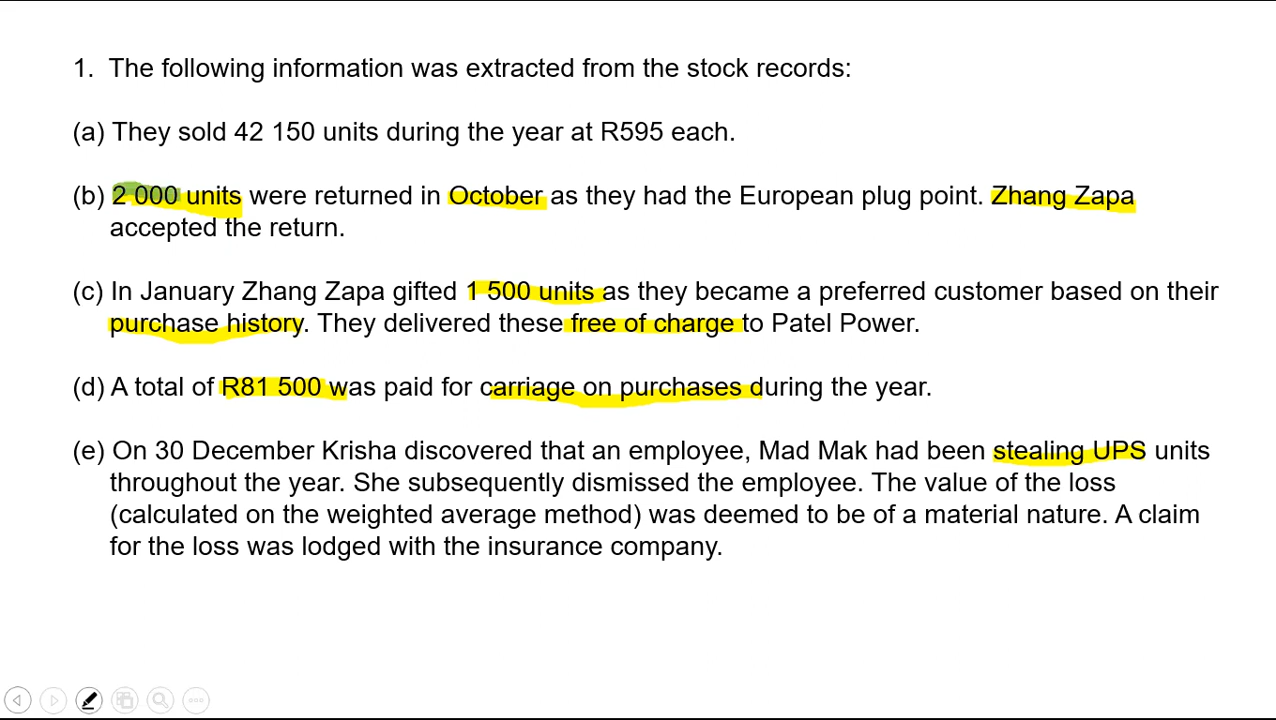 1. The following information was extracted from the stock records:
(a) They sold 42 150 units during the year at R595 each.
(b) 2 000 units were returned in October as they had the European plug point. Zhang Zapa
accepted the return.
(c) In January Zhang Zapa gifted 1 500 units as they became a preferred customer based on their
purchase history. They delivered these free of charge to Patel Power.
(d) A total of R81 500 was paid for carriage on purchases during the year.
(e) On 30 December Krisha discovered that an employee, Mad Mak had been stealing UPS units
throughout the year. She subsequently dismissed the employee. The value of the loss
(calculated on the weighted average method) was deemed to be of a material nature. A claim
for the loss was lodged with the insurance company.